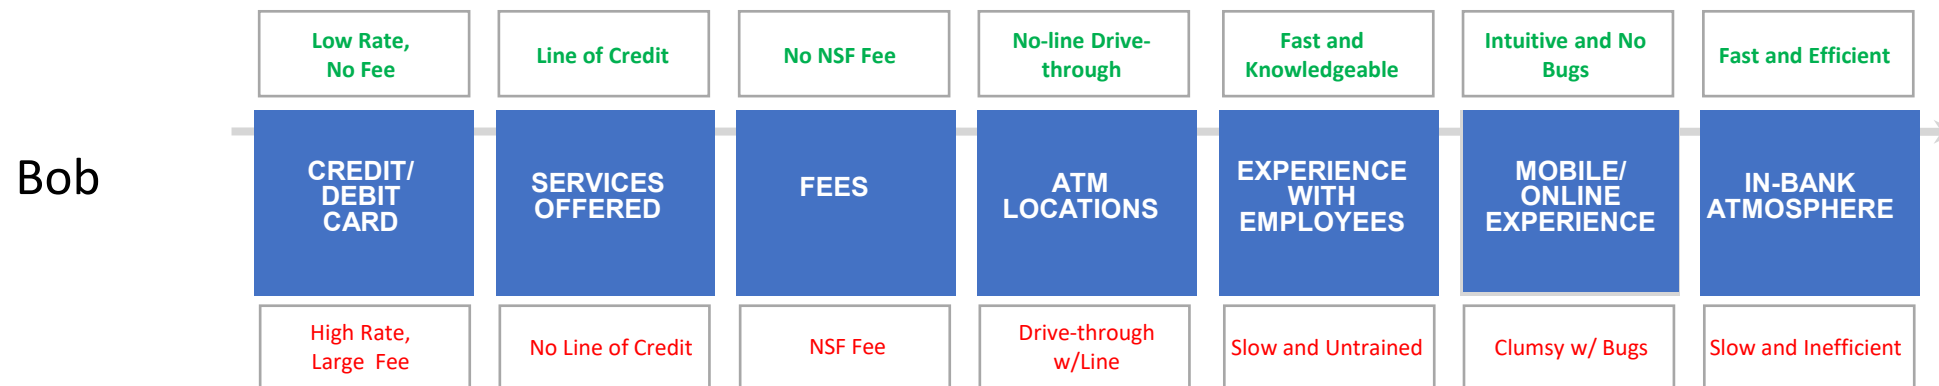 Low Rate,
No Fee
Line of Credit
No NSF Fee
No-line Drive-
through
Fast and
Knowledgeable
Intuitive and No
Bugs
Fast and Efficient
Bob
CREDIT/
DEBIT
CARD
SERVICES
OFFERED
FEES
ATM
LOCATIONS
EXPERIENCE
WITH
EMPLOYEES
MOBILE/
ONLINE
EXPERIENCE
IN-BANK
ATMOSPHERE
High Rate,
Large Fee
No Line of Credit
NSF Fee
Drive-through
w/Line
Slow and Untrained
Clumsy w/ Bugs
Slow and Inefficient